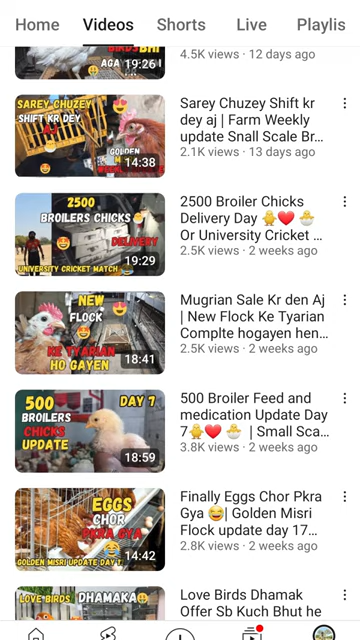 Home Videos Shorts Live Playlis
BIRDS BHI
19:26
4.5K views · 12 days ago
SAREY CHUZEY
SHIFT KR DEY
AJ
GOLDEN
14:38
Sarey Chuzey Shift kr
dey aj | Farm Weekly
update Snall Scale Br...
2.1K views · 13 days ago
2500
BROILERS CHICKS
DELIVERY
UNIVERSITY CRICKET MATCH
19:29
2500 Broiler Chicks
Delivery Day 🐥❤️ 🐣
Or University Cricket ...
2.5K views · 2 weeks ago
NEW
FLOCK
KE TYARIAN
HO GAYEN
18:41
Mugrian Sale Kr den Aj
| New Flock Ke Tyarian
Complte hogayen hen...
2.5K views · 2 weeks ago
500 DAY 7
BROILERS
CHICKS
UPDATE
18:59
500 Broiler Feed and
medication Update Day
7🐥❤️ 🐣 | Small Sca...
3.8K views · 2 weeks ago
EGGS
CHOR
PKRA GYA
GOLDEN MISRI UPDATE DAY
14:42
Finally Eggs Chor Pkra
Gya 😂| Golden Misri
Flock update day 17...
2.8K views · 2 weeks ago
LOVE BIRDS DHAMAKA
Love Birds Dhamak
Offer Sb Kuch Bhut he